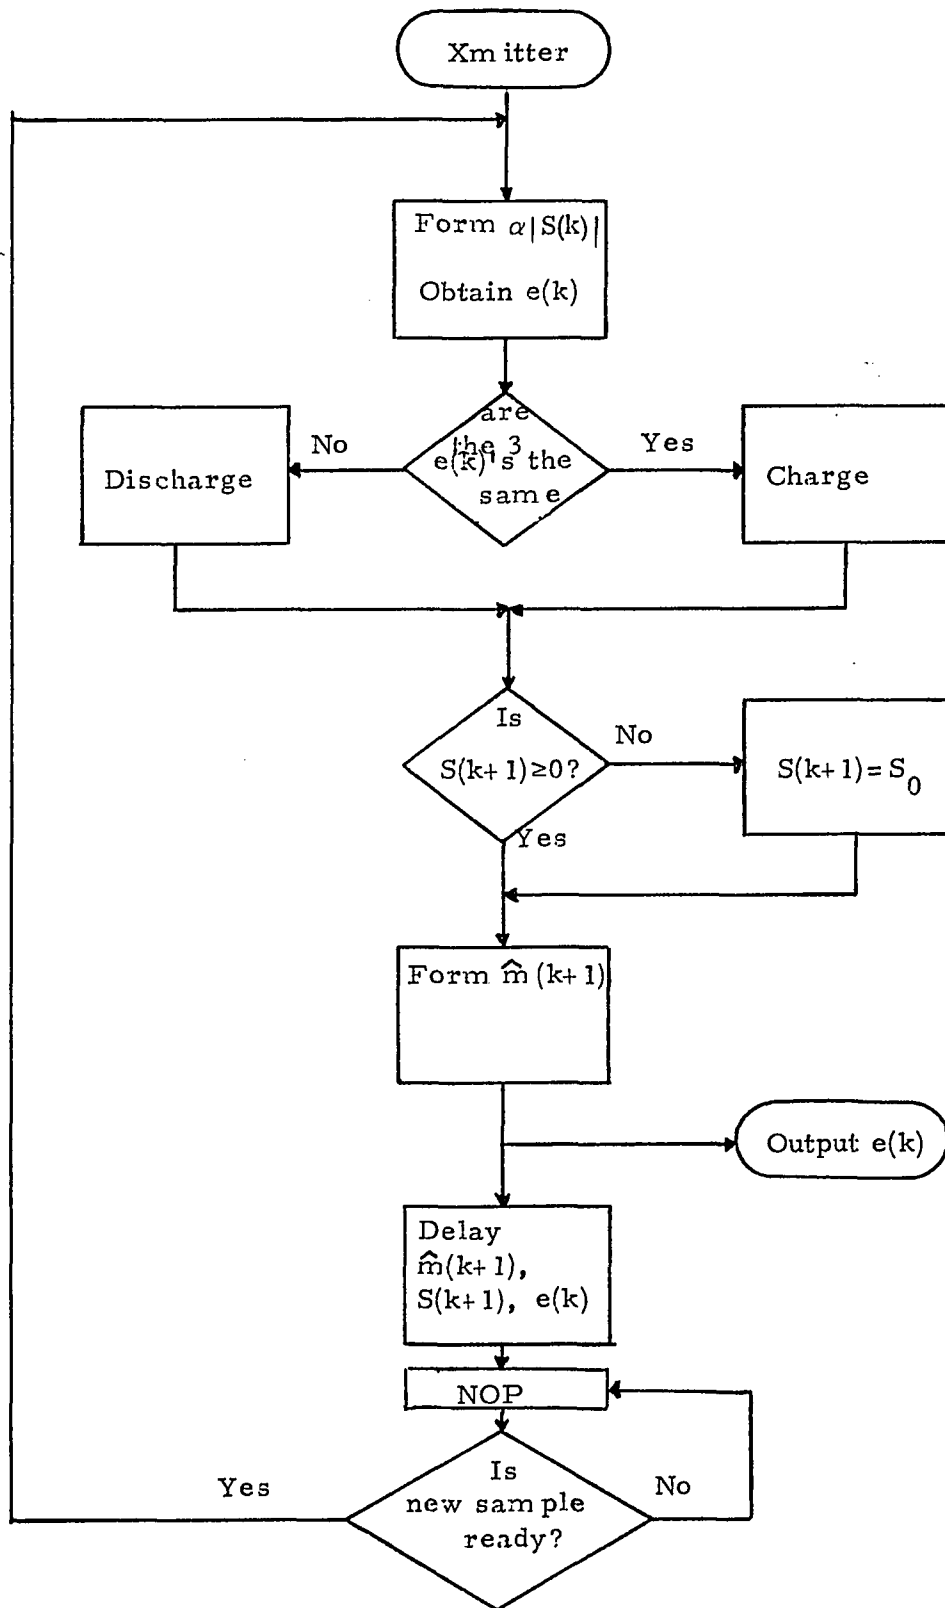 Xmitter
Form α|S(k)|
Obtain e(k)
are
the 3
e(k)'s the
same
No
Yes
Discharge
Charge
Is
S(k+1)≥0?
No
S(k+1)=S₀
Yes
Form m̂(k+1)
Output e(k)
Delay
m̂(k+1),
S(k+1), e(k)
NOP
Is
new sample
ready?
Yes
No